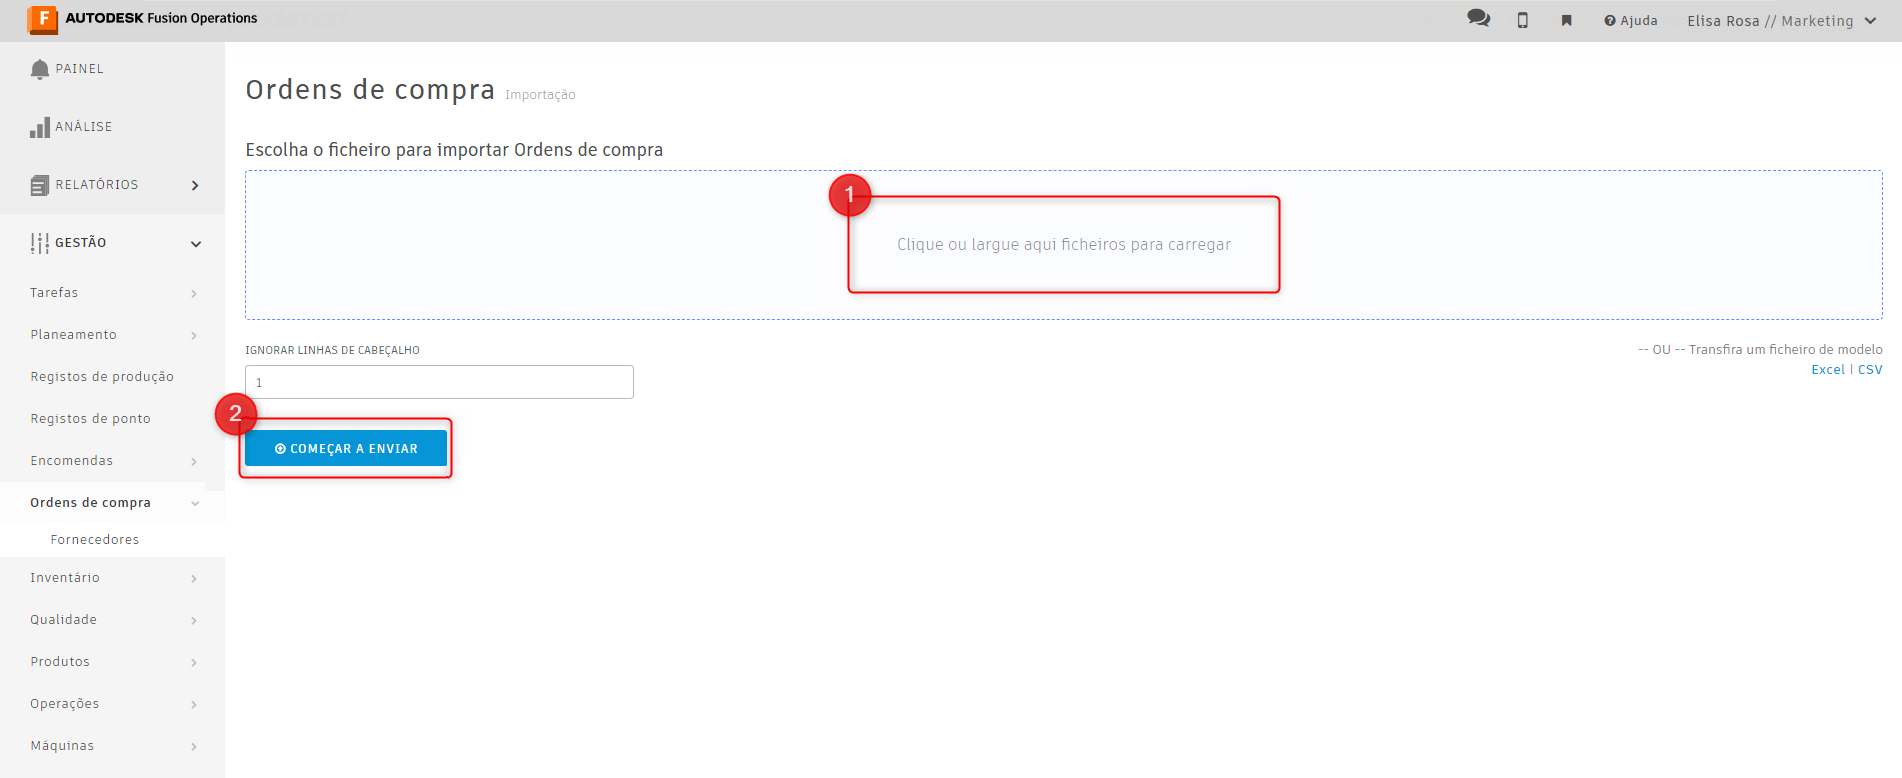 AUTODESK Fusion Operations
Ajuda
Elisa Rosa // Marketing
PAINEL
ANÁLISE
RELATÓRIOS
GESTÃO
Tarefas
Planeamento
Registos de produção
Registos de ponto
Encomendas
Ordens de compra
Fornecedores
Inventário
Qualidade
Produtos
Operações
Máquinas
Ordens de compra Importação
Escolha o ficheiro para importar Ordens de compra
1
Clique ou largue aqui ficheiros para carregar
IGNORAR LINHAS DE CABEÇALHO
1
-- OU -- Transfira um ficheiro de modelo
Excel | CSV
2
COMEÇAR A ENVIAR